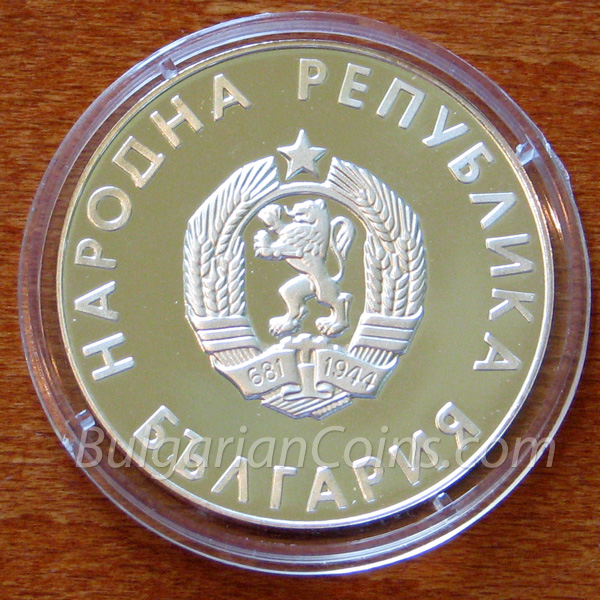 НАРОДНА РЕПУБЛИКА
БЪЛГАРИЯ
681 1944
BulgarianCoins.com